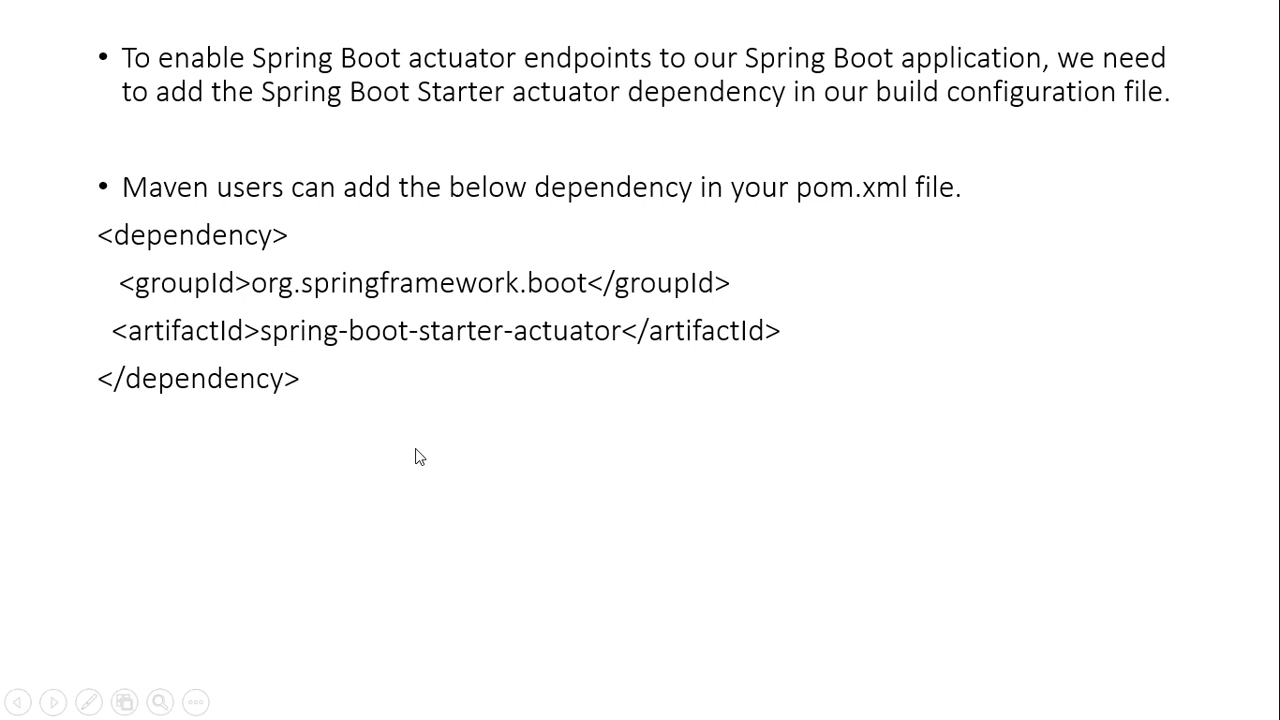 • To enable Spring Boot actuator endpoints to our Spring Boot application, we need
to add the Spring Boot Starter actuator dependency in our build configuration file.
• Maven users can add the below dependency in your pom.xml file.
<dependency>
<groupId>org.springframework.boot</groupId>
<artifactId>spring-boot-starter-actuator</artifactId>
</dependency>